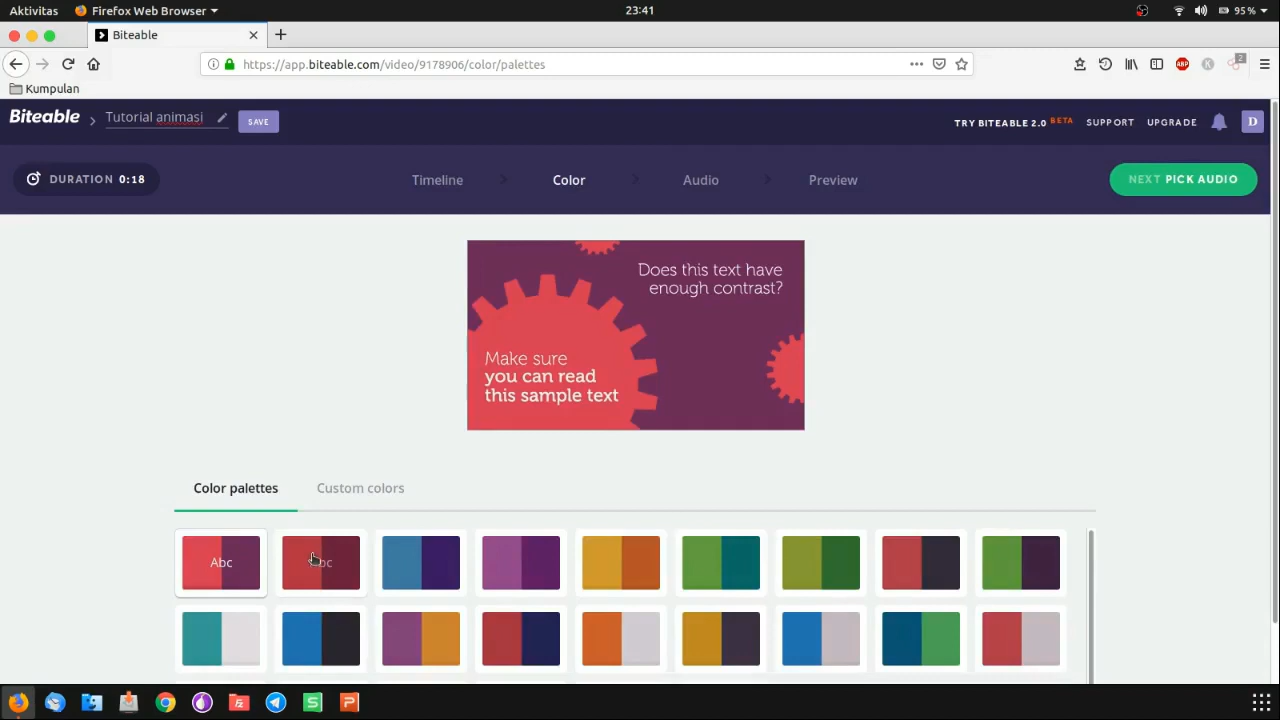 Aktivitas
Firefox Web Browser
23:41
95%
Biteable
https://app.biteable.com/video/9178906/color/palettes
ABP
K
2
Kumpulan
Biteable
Tutorial animasi
SAVE
TRY BITEABLE 2.0 BETA
SUPPORT
UPGRADE
D
DURATION 0:18
Timeline
Color
Audio
Preview
NEXT PICK AUDIO
Does this text have
enough contrast?
Make sure
you can read
this sample text
Color palettes
Custom colors
Abc